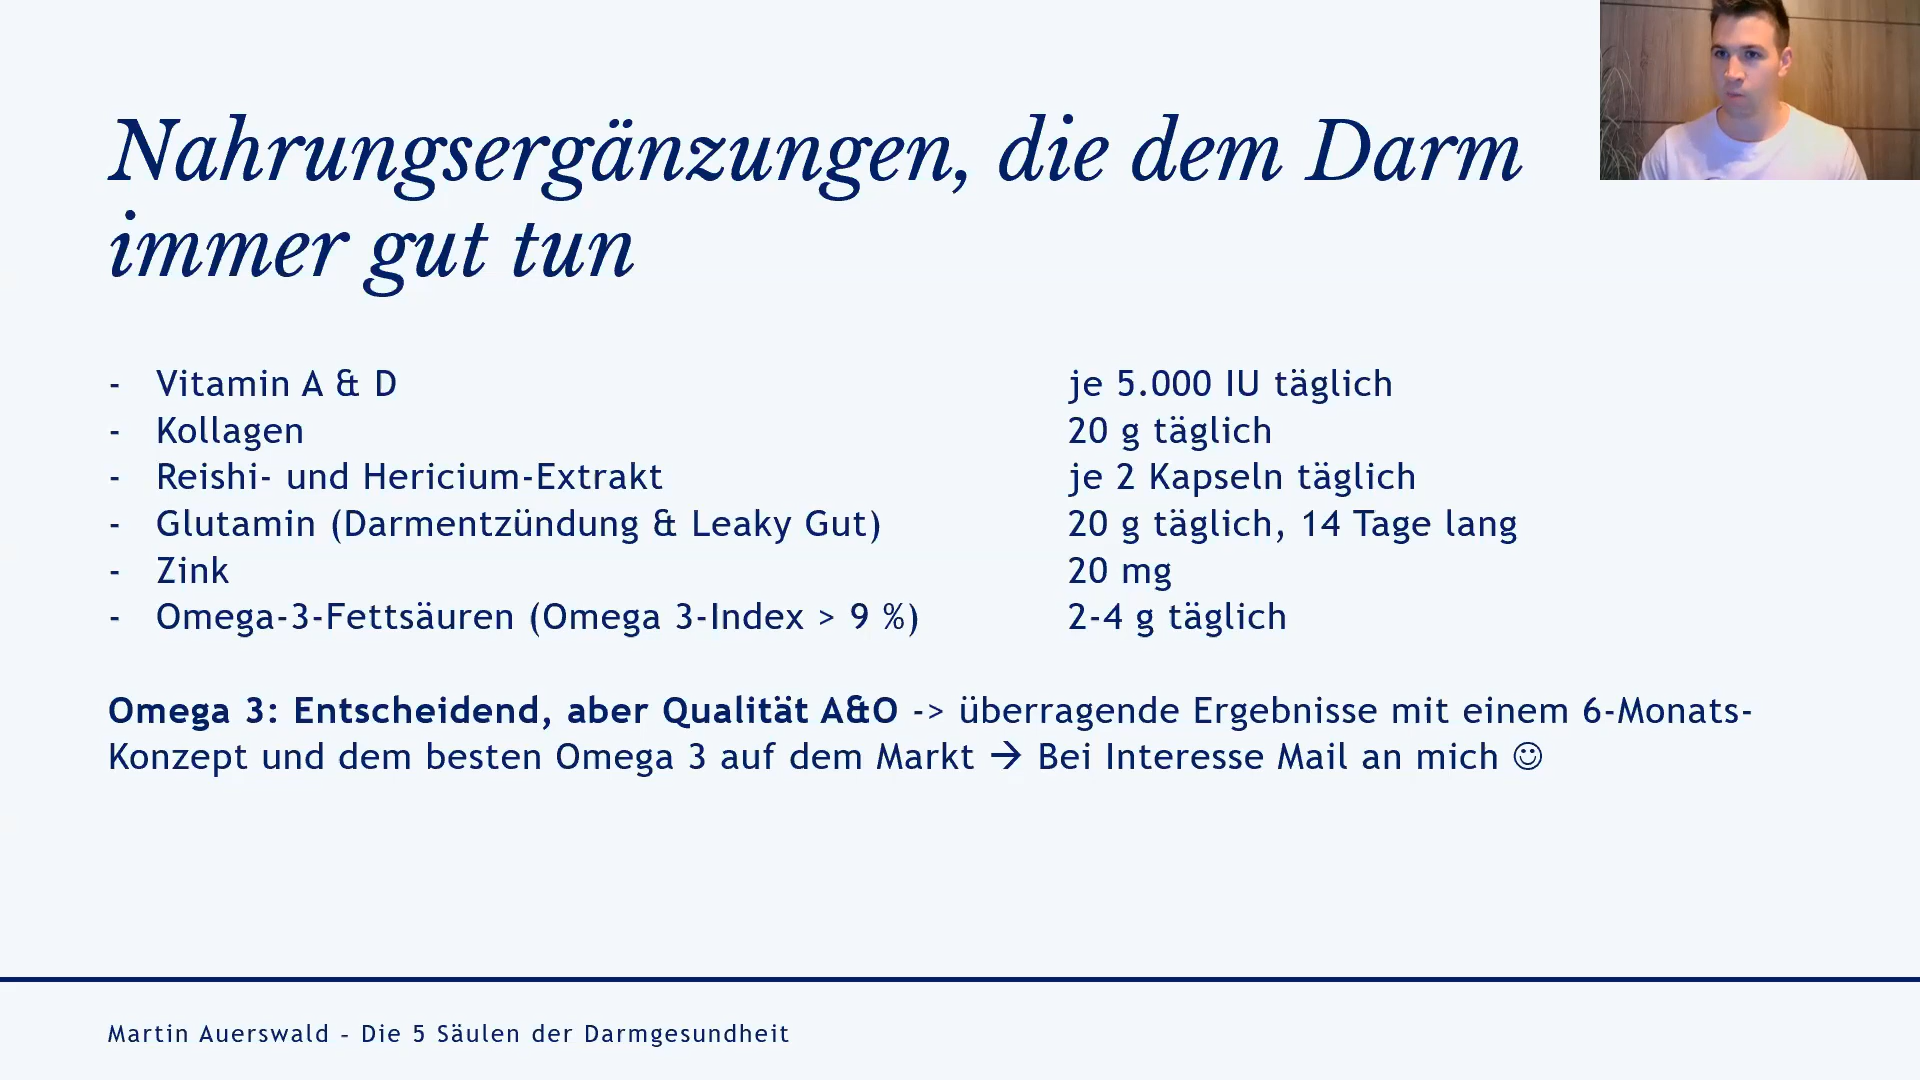 Nahrungsergänzungen, die dem Darm
immer gut tun
- Vitamin A & D je 5.000 IU täglich
- Kollagen 20 g täglich
- Reishi- und Hericium-Extrakt je 2 Kapseln täglich
- Glutamin (Darmentzündung & Leaky Gut) 20 g täglich, 14 Tage lang
- Zink 20 mg
- Omega-3-Fettsäuren (Omega 3-Index > 9 %) 2-4 g täglich
Omega 3: Entscheidend, aber Qualität A&O -> überragende Ergebnisse mit einem 6-Monats-
Konzept und dem besten Omega 3 auf dem Markt → Bei Interesse Mail an mich ☺
Martin Auerswald – Die 5 Säulen der Darmgesundheit